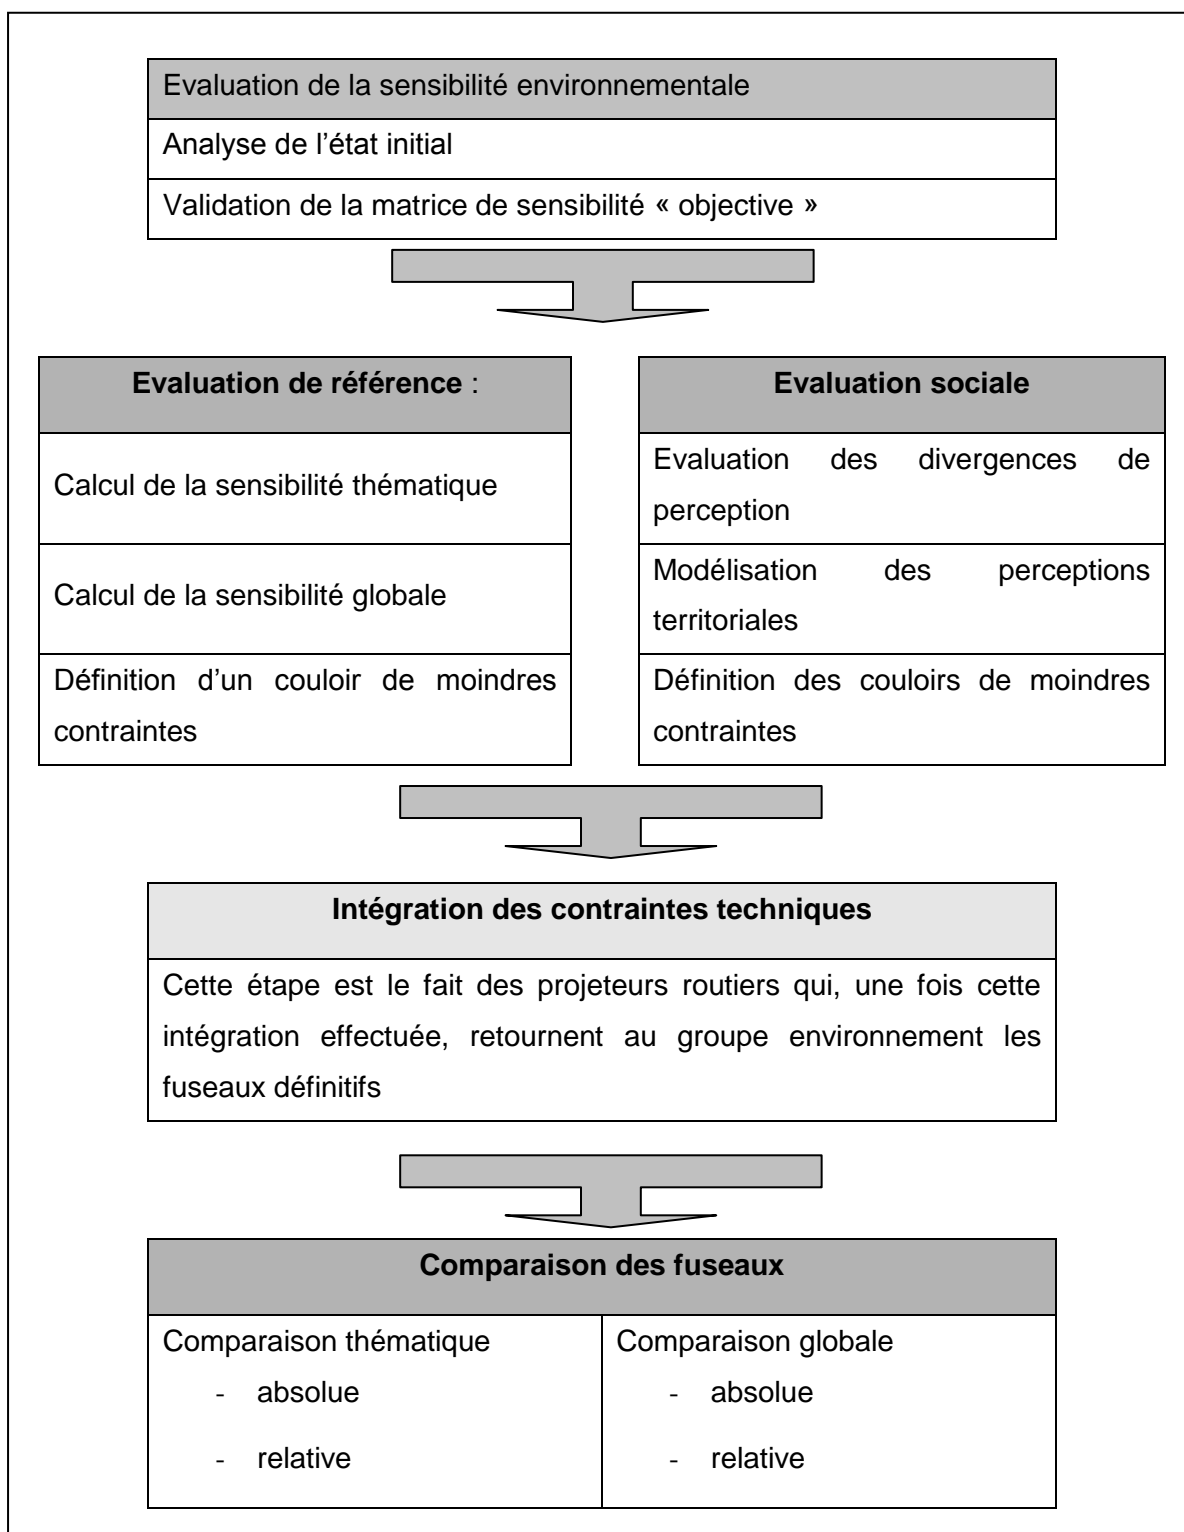 Evaluation de la sensibilité environnementale
Analyse de l’état initial
Validation de la matrice de sensibilité « objective »
Evaluation de référence :
Calcul de la sensibilité thématique
Calcul de la sensibilité globale
Définition d’un couloir de moindres
contraintes
Evaluation sociale
Evaluation des divergences de
perception
Modélisation des perceptions
territoriales
Définition des couloirs de moindres
contraintes
Intégration des contraintes techniques
Cette étape est le fait des projeteurs routiers qui, une fois cette
intégration effectuée, retournent au groupe environnement les
fuseaux définitifs
Comparaison des fuseaux
Comparaison thématique
- absolue
- relative
Comparaison globale
- absolue
- relative